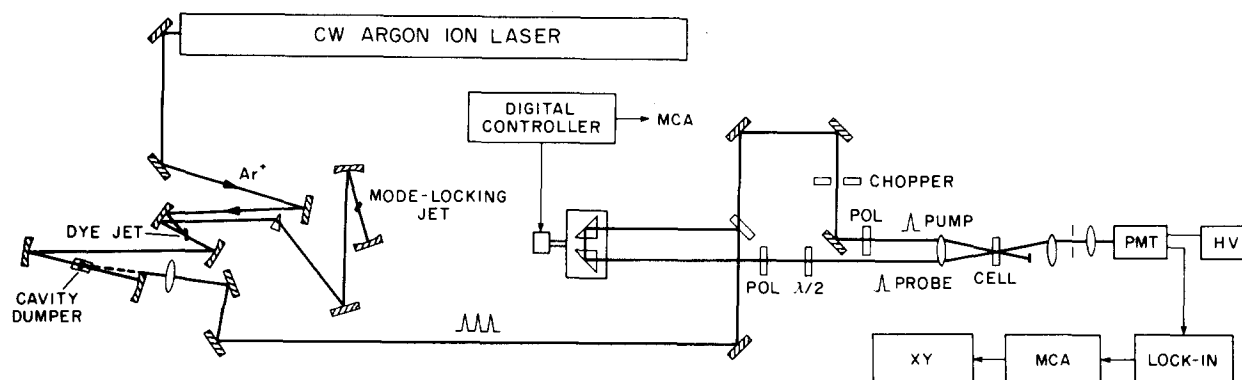 CW ARGON ION LASER
DIGITAL
CONTROLLER
MCA
Ar+
MODE-LOCKING
JET
CHOPPER
DYE JET
POL
PUMP
PMT
HV
CAVITY
DUMPER
POL
λ/2
PROBE
CELL
XY
MCA
LOCK-IN